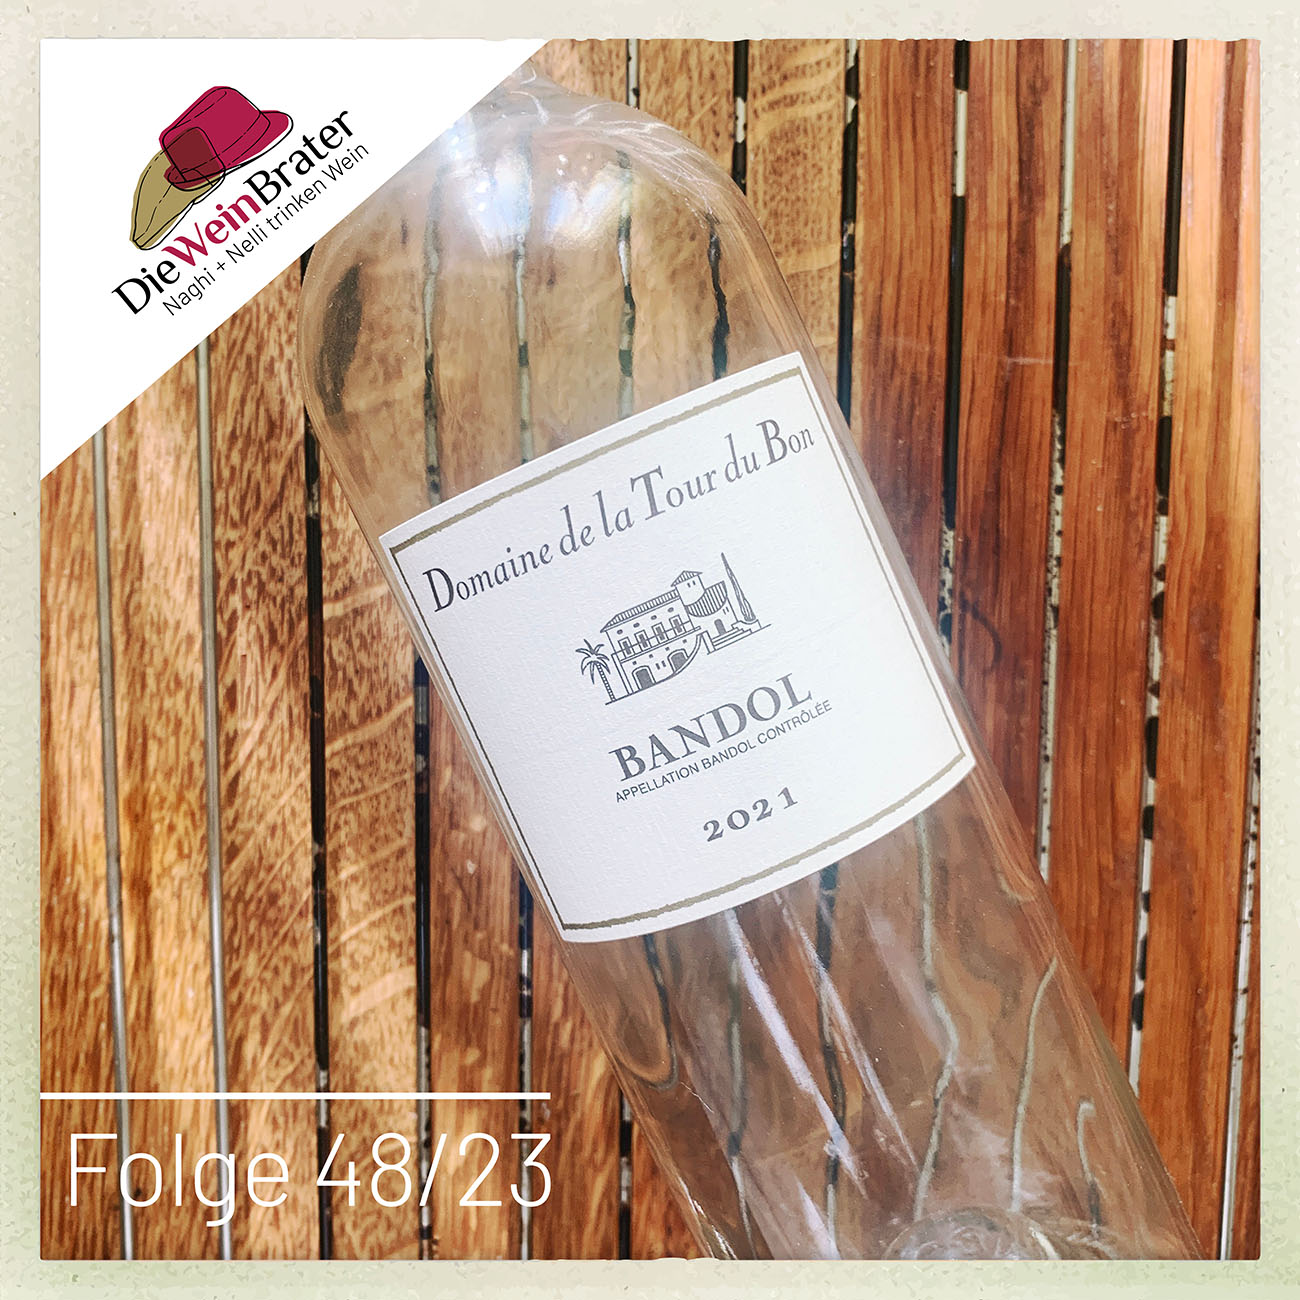 DieWeinBrater
Naghi + Nelli trinken Wein
Domaine de la Tour du Bon
BANDOL
APPELLATION BANDOL CONTRÔLÉE
2021
Folge 48/23